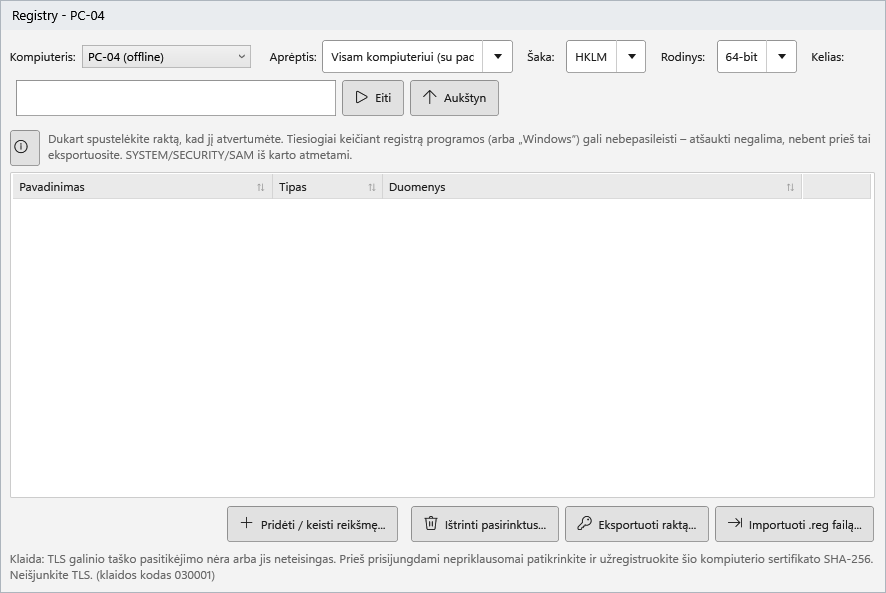 Registry - PC-04
Kompiuteris: PC-04 (offline) Aprėptis: Visam kompiuteriui (su pac Šaka: HKLM Rodinys: 64-bit Kelias:
Eiti Aukštyn
Dukart spustelėkite raktą, kad jį atvertumėte. Tiesiogiai keičiant registrą programos (arba „Windows“) gali nebepasileisti – atšaukti negalima, nebent prieš tai
eksportuosite. SYSTEM/SECURITY/SAM iš karto atmetami.
Pavadinimas Tipas Duomenys
Pridėti / keisti reikšmę... Ištrinti pasirinktus... Eksportuoti raktą... Importuoti .reg failą...
Klaida: TLS galinio taško pasitikėjimo nėra arba jis neteisingas. Prieš prisijungdami nepriklausomai patikrinkite ir užregistruokite šio kompiuterio sertifikato SHA-256.
Neišjunkite TLS. (klaidos kodas 030001)